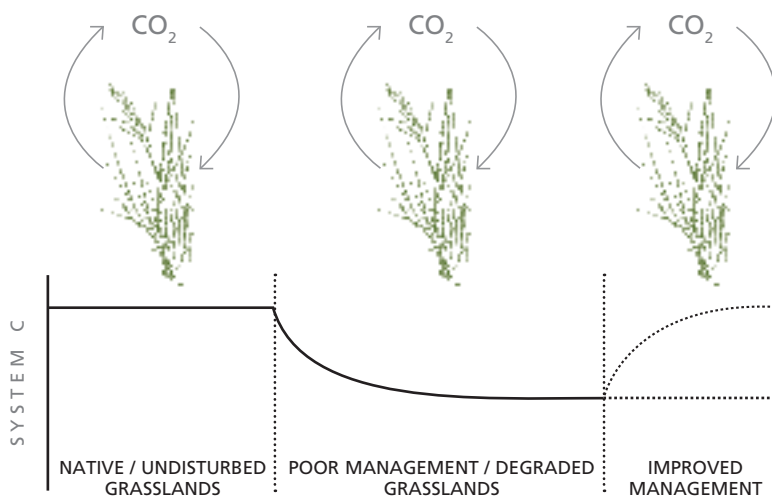 CO₂
CO₂
CO₂
SYSTEM C
NATIVE / UNDISTURBED
GRASSLANDS
POOR MANAGEMENT / DEGRADED
GRASSLANDS
IMPROVED
MANAGEMENT